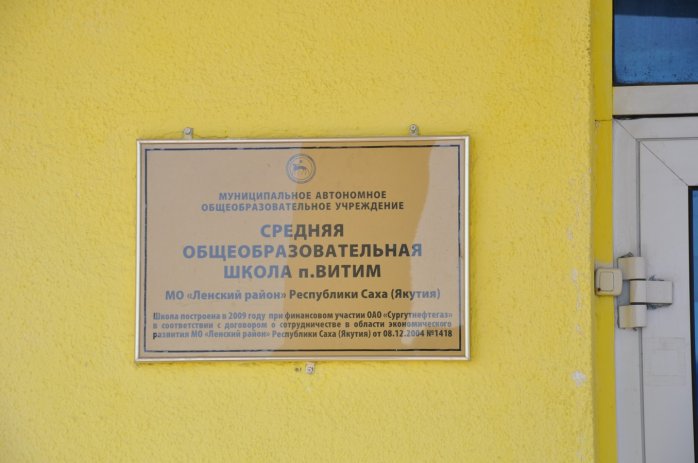 МУНИЦИПАЛЬНОЕ АВТОНОМНОЕ
ОБЩЕОБРАЗОВАТЕЛЬНОЕ УЧРЕЖДЕНИЕ
СРЕДНЯЯ
ОБЩЕОБРАЗОВАТЕЛЬНАЯ
ШКОЛА п.ВИТИМ
МО «Ленский район» Республики Саха (Якутия)
Школа построена в 2009 году при финансовом участии ОАО «Сургутнефтегаз»
в соответствии с договором о сотрудничестве в области экономического
развития МО «Ленский район» Республики Саха (Якутия) от 08.12.2004 №1418